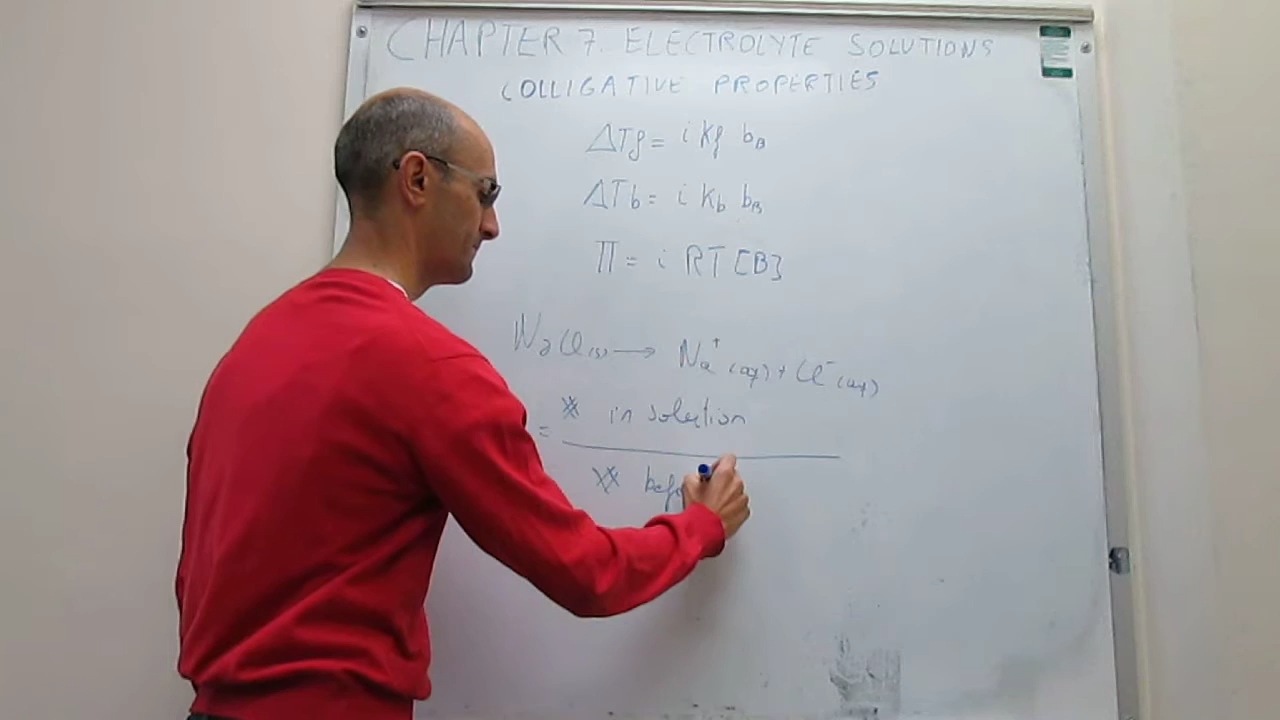 CHAPTER 7. ELECTROLYTE SOLUTIONS
COLLIGATIVE PROPERTIES
ΔTf = i Kf bB
ΔTb = i Kb bB
Π = i RT [B]
NaCl(s) → Na⁺(aq) + Cl⁻(aq)
= # in solution
# befo